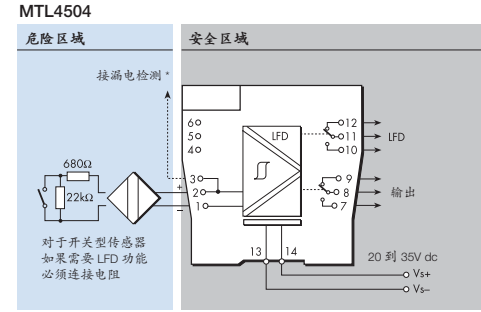 MTL4504
危险区域
安全区域
接漏电检测 *
6
5
4
3
2
1
+
−
680Ω
22kΩ
LFD
12
11
10
LFD
9
8
7
输出
对于开关型传感器
如果需要 LFD 功能
必须连接电阻
13
14
20 到 35V dc
Vs+
Vs−